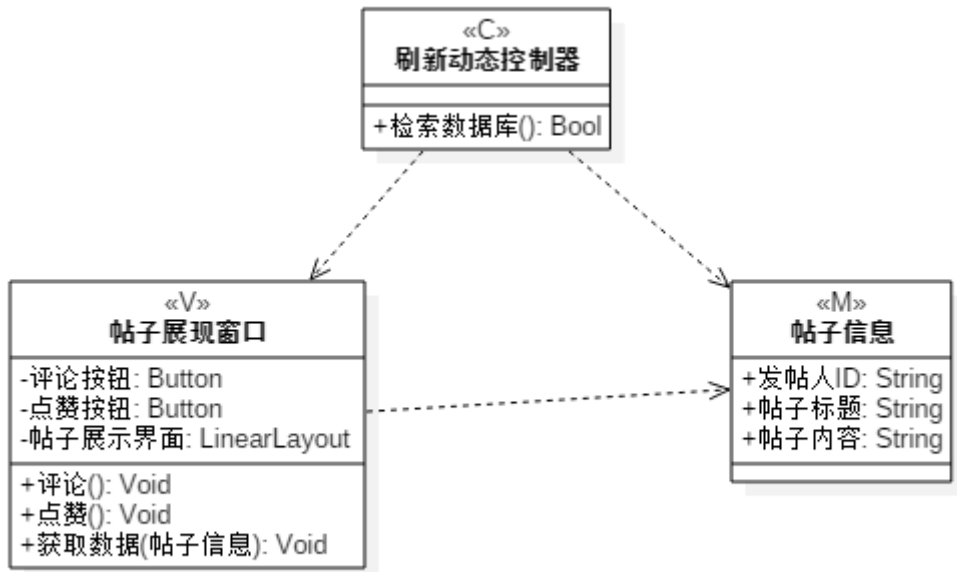 «C»
刷新动态控制器
+检索数据库(): Bool
«V»
帖子展现窗口
-评论按钮: Button
-点赞按钮: Button
-帖子展示界面: LinearLayout
+评论(): Void
+点赞(): Void
+获取数据(帖子信息): Void
«M»
帖子信息
+发帖人ID: String
+帖子标题: String
+帖子内容: String